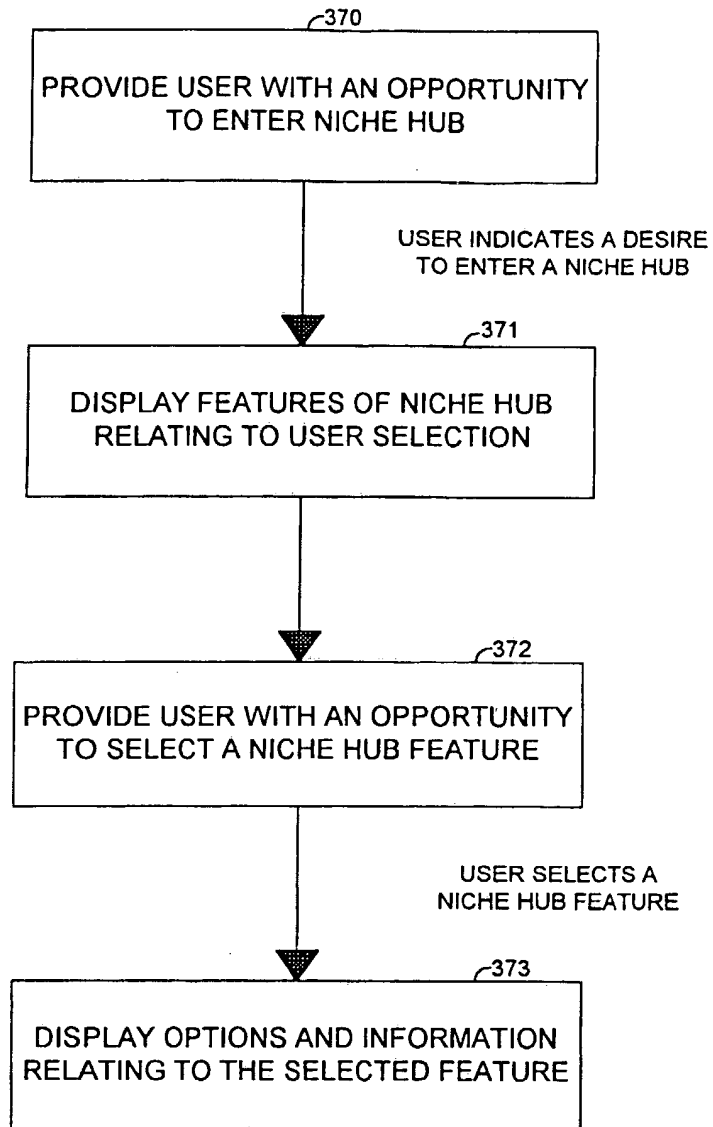 370
PROVIDE USER WITH AN OPPORTUNITY
TO ENTER NICHE HUB
USER INDICATES A DESIRE
TO ENTER A NICHE HUB
371
DISPLAY FEATURES OF NICHE HUB
RELATING TO USER SELECTION
372
PROVIDE USER WITH AN OPPORTUNITY
TO SELECT A NICHE HUB FEATURE
USER SELECTS A
NICHE HUB FEATURE
373
DISPLAY OPTIONS AND INFORMATION
RELATING TO THE SELECTED FEATURE